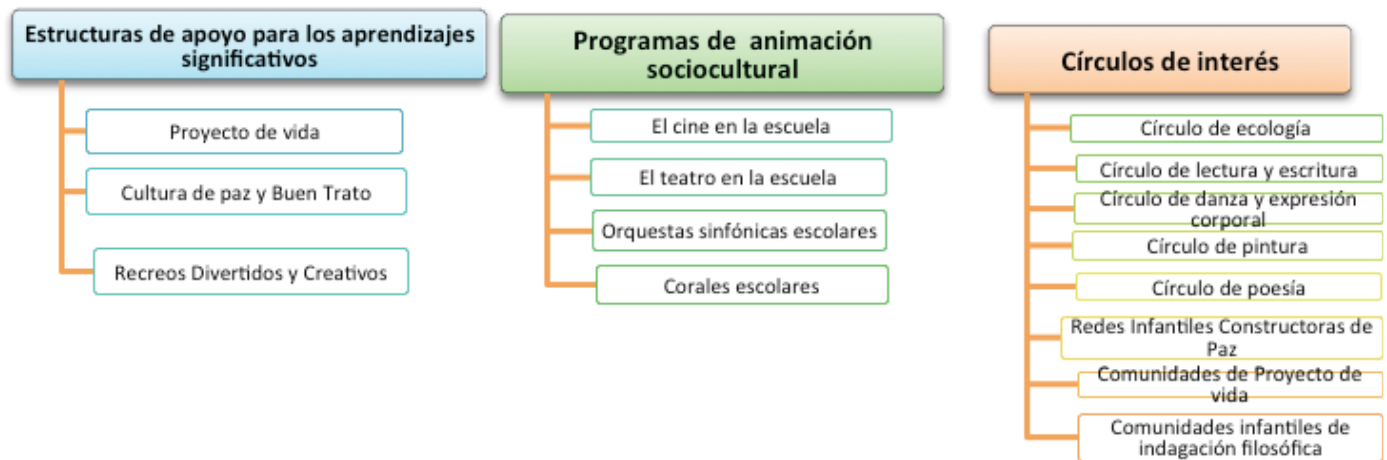 Estructuras de apoyo para los aprendizajes
significativos
Proyecto de vida
Cultura de paz y Buen Trato
Recreos Divertidos y Creativos
Programas de animación
sociocultural
El cine en la escuela
El teatro en la escuela
Orquestas sinfónicas escolares
Corales escolares
Círculos de interés
Círculo de ecología
Círculo de lectura y escritura
Círculo de danza y expresión
corporal
Círculo de pintura
Círculo de poesía
Redes Infantiles Constructoras de
Paz
Comunidades de Proyecto de
vida
Comunidades infantiles de
indagación filosófica